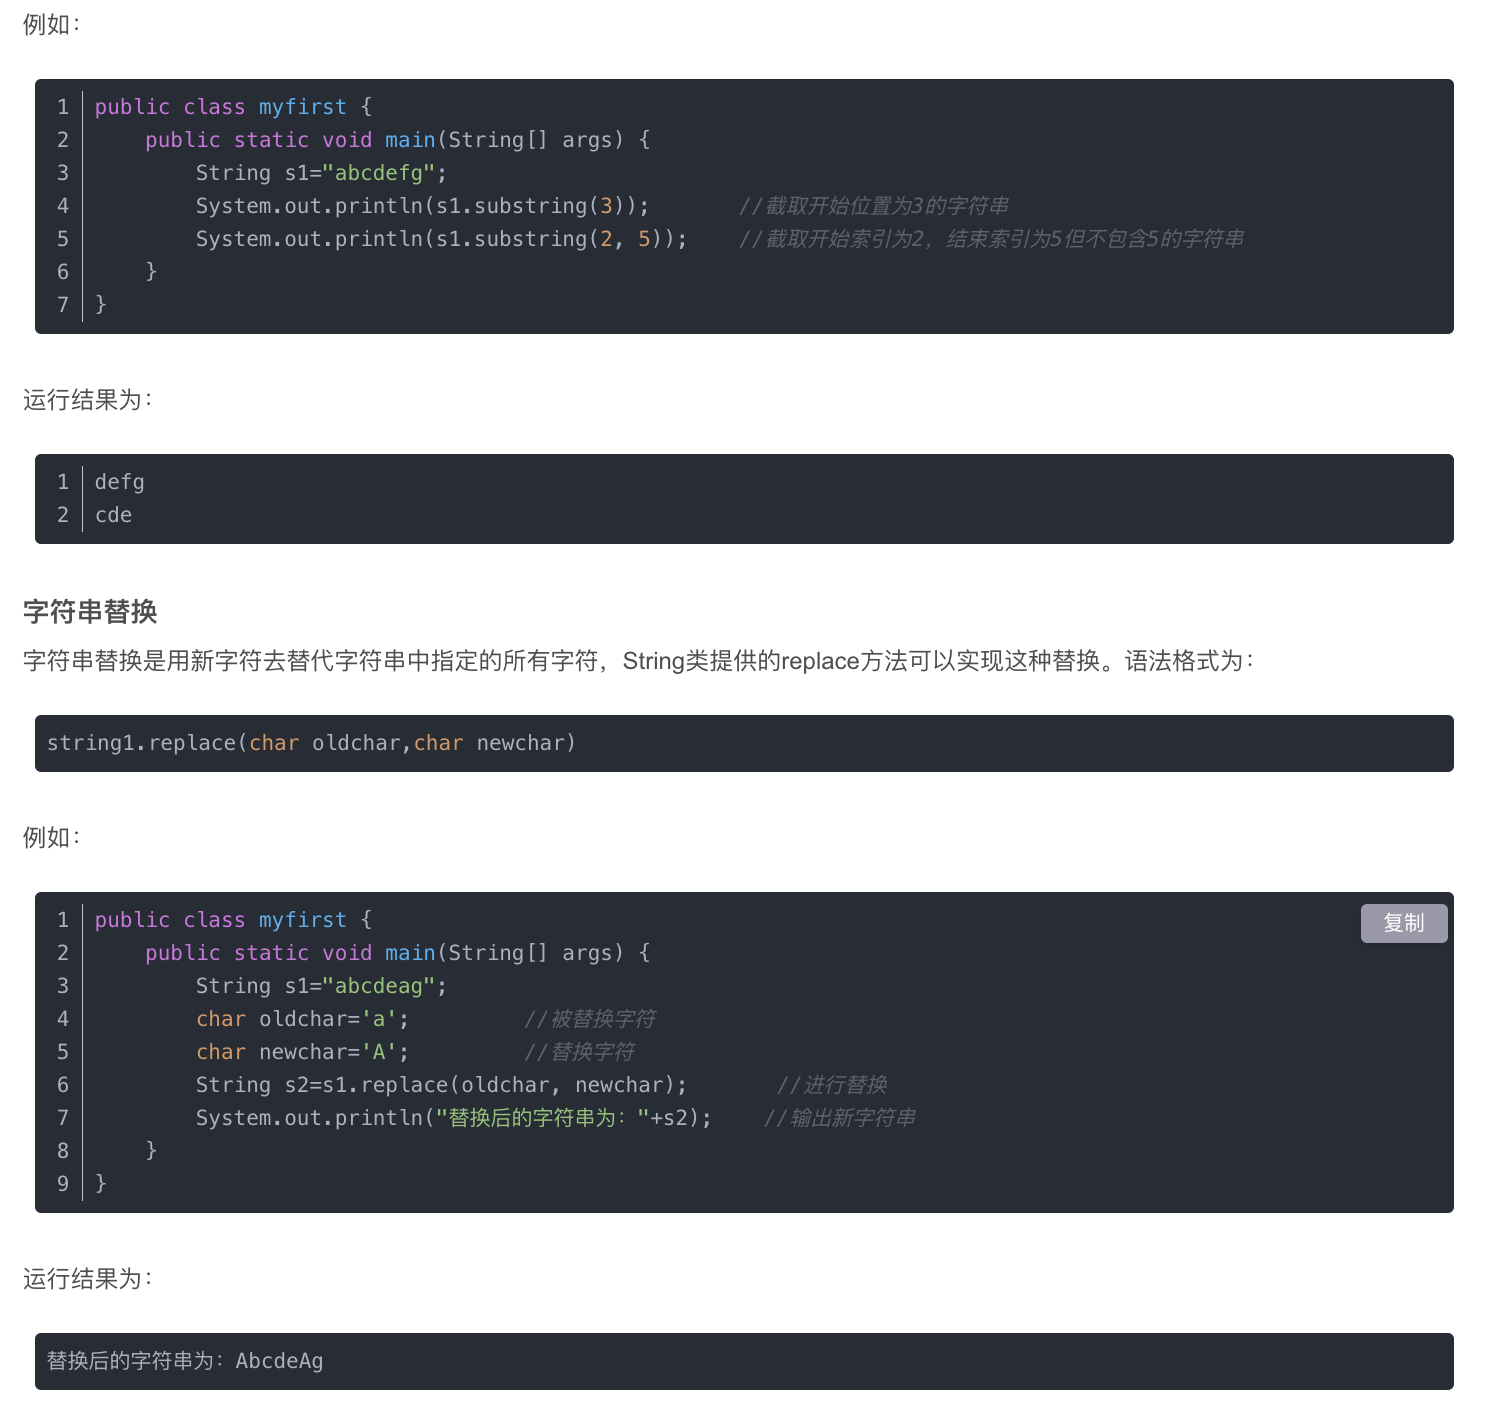 例如：
1 public class myfirst {
2     public static void main(String[] args) {
3         String s1="abcdefg";
4         System.out.println(s1.substring(3));       //截取开始位置为3的字符串
5         System.out.println(s1.substring(2, 5));    //截取开始索引为2，结束索引为5但不包含5的字符串
6     }
7 }
运行结果为：
1 defg
2 cde
字符串替换
字符串替换是用新字符去替代字符串中指定的所有字符，String类提供的replace方法可以实现这种替换。语法格式为：
string1.replace(char oldchar,char newchar)
例如：
复制
1 public class myfirst {
2     public static void main(String[] args) {
3         String s1="abcdeag";
4         char oldchar='a';         //被替换字符
5         char newchar='A';         //替换字符
6         String s2=s1.replace(oldchar, newchar);       //进行替换
7         System.out.println("替换后的字符串为："+s2);    //输出新字符串
8     }
9 }
运行结果为：
替换后的字符串为：AbcdeAg